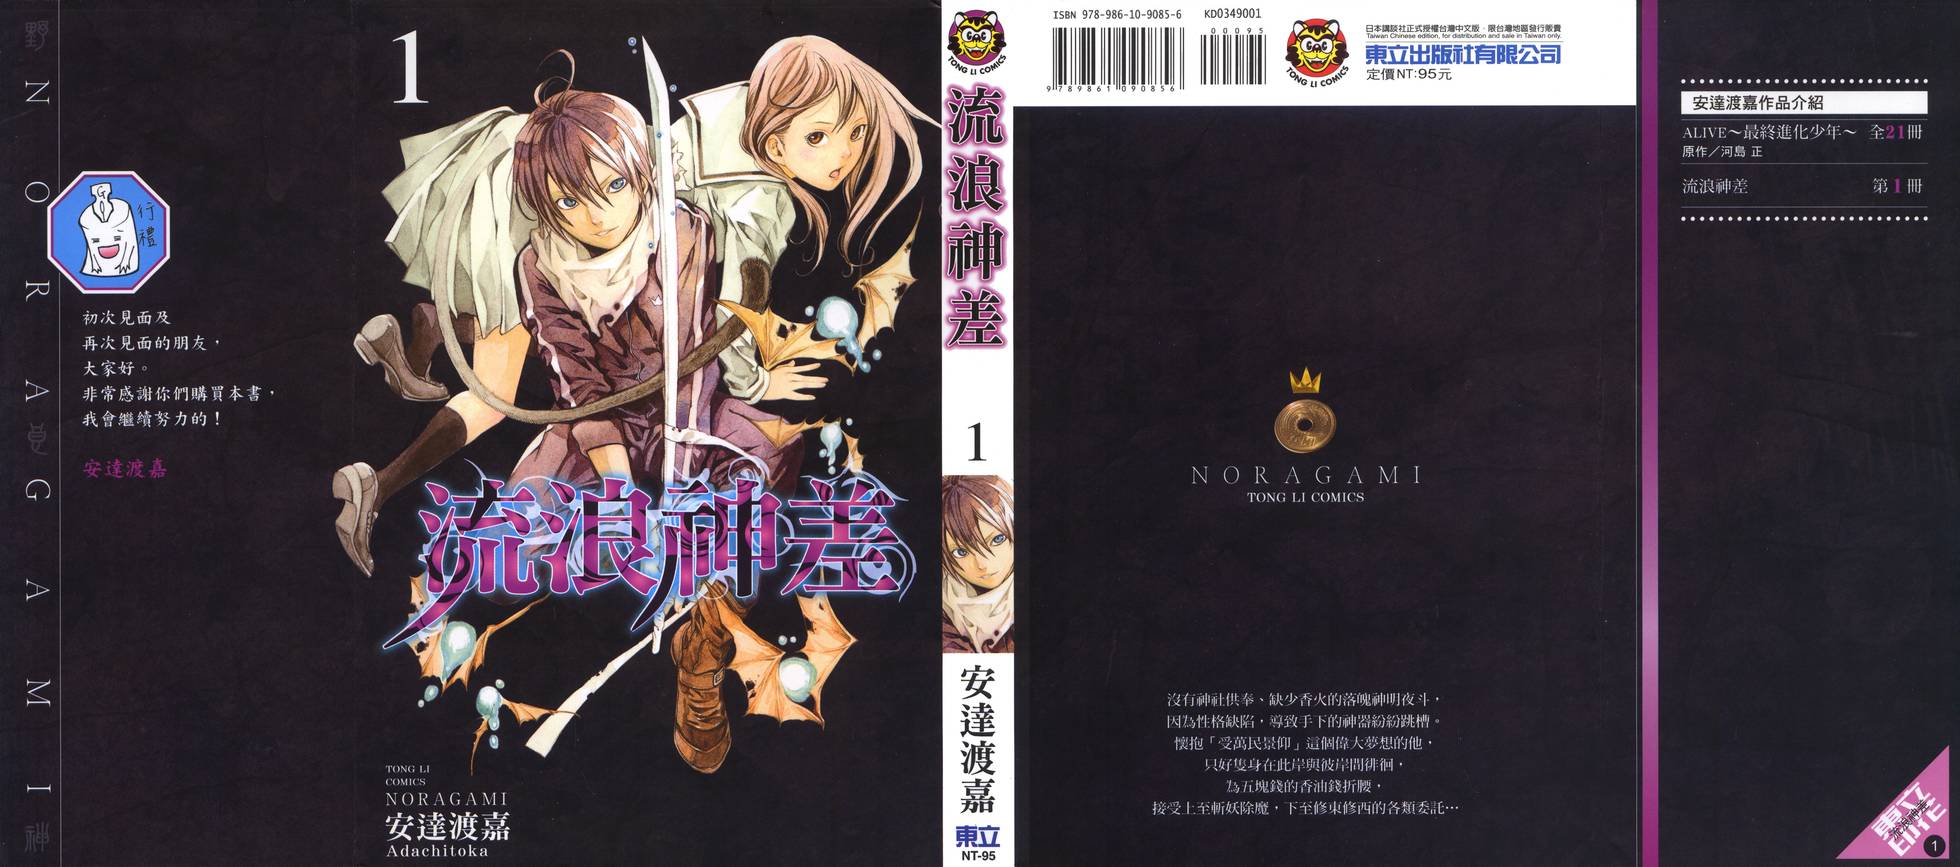 野 N O R A 良 G A M I 神
行
禮
初次見面及
再次見面的朋友，
大家好。
非常感謝你們購買本書，
我會繼續努力的！
安達渡嘉
1
流浪神差
TONG LI
COMICS
NORAGAMI
安達渡嘉
Adachitoka
TONG LI COMICS
流浪神差
1
安達渡嘉
東立
NT-95
ISBN 978-986-10-9085-6
9 789861 090856
KD0349001
00095
TONG LI COMICS
日本講談社正式授權台灣中文版・限台灣地區發行販賣
Taiwan Chinese edition, for distribution and sale in Taiwan only.
東立出版社有限公司
定價NT:95元
NORAGAMI
TONG LI COMICS
沒有神社供奉、缺少香火的落魄神明夜斗，
因為性格缺陷，導致手下的神器紛紛跳槽。
懷抱「受萬民景仰」這個偉大夢想的他，
只好隻身在此岸與彼岸間徘徊，
為五塊錢的香油錢折腰，
接受上至斬妖除魔，下至修東修西的各類委託…
安達渡嘉作品介紹
ALIVE～最終進化少年～ 全21冊
原作／河島 正
流浪神差 第1冊
東立
流浪神差
1